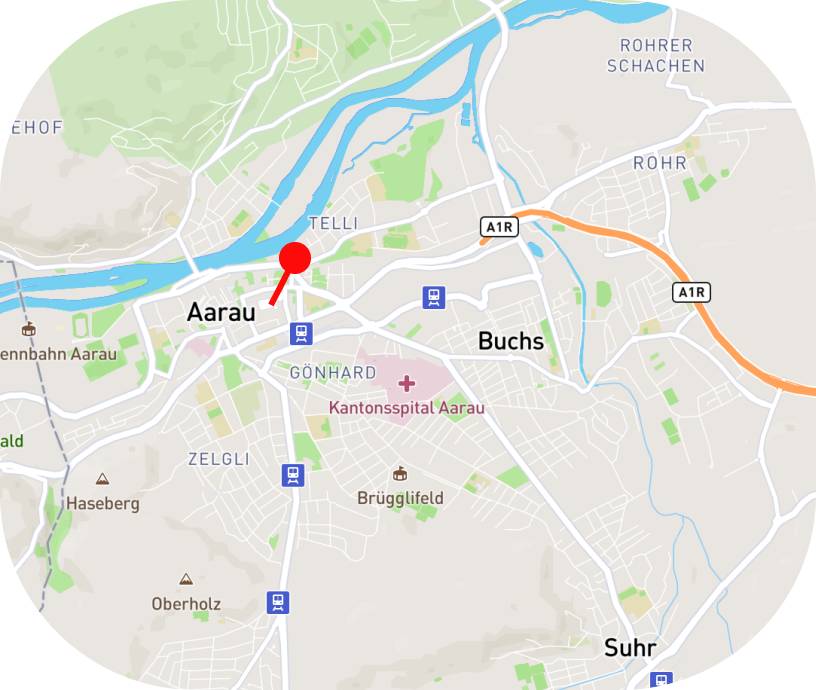 ROHRER
SCHACHEN
EHOF
ROHR
TELLI
A1R
A1R
Aarau
Buchs
ennbahn Aarau
GÖNHARD
Kantonsspital Aarau
ald
ZELGLI
Haseberg
Brügglifeld
Oberholz
Suhr